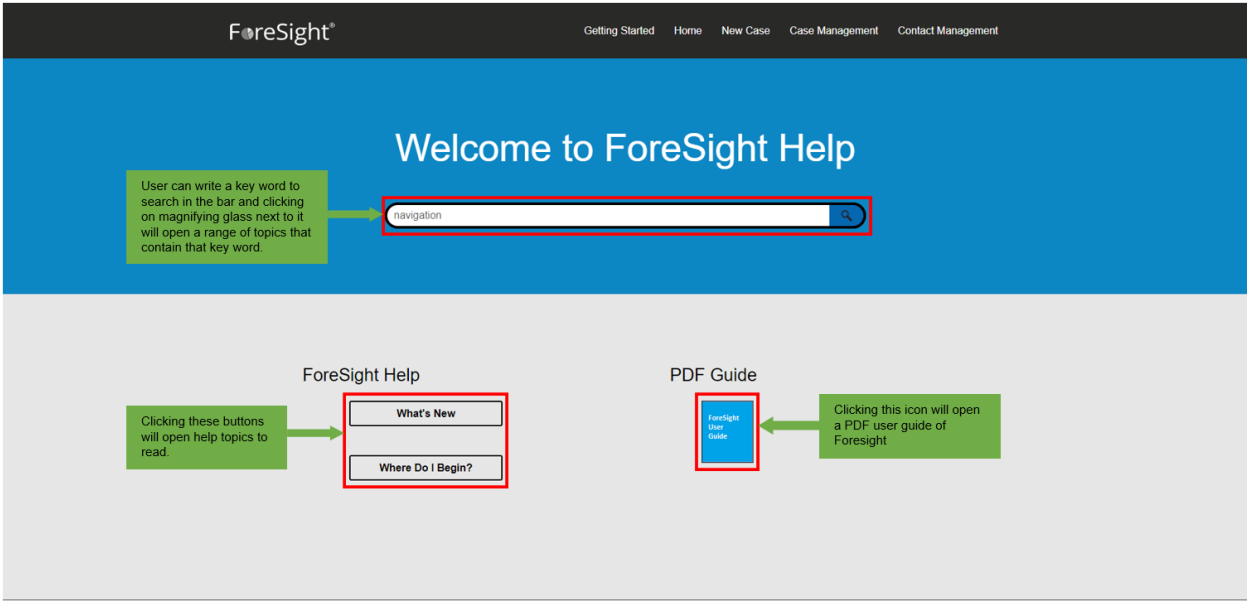 ForeSight®
Getting Started Home New Case Case Management Contact Management
Welcome to ForeSight Help
User can write a key word to
search in the bar and clicking
on magnifying glass next to it
will open a range of topics that
contain that key word.
navigation
ForeSight Help
Clicking these buttons
will open help topics to
read.
What's New
Where Do I Begin?
PDF Guide
ForeSight
User
Guide
Clicking this icon will open
a PDF user guide of
Foresight